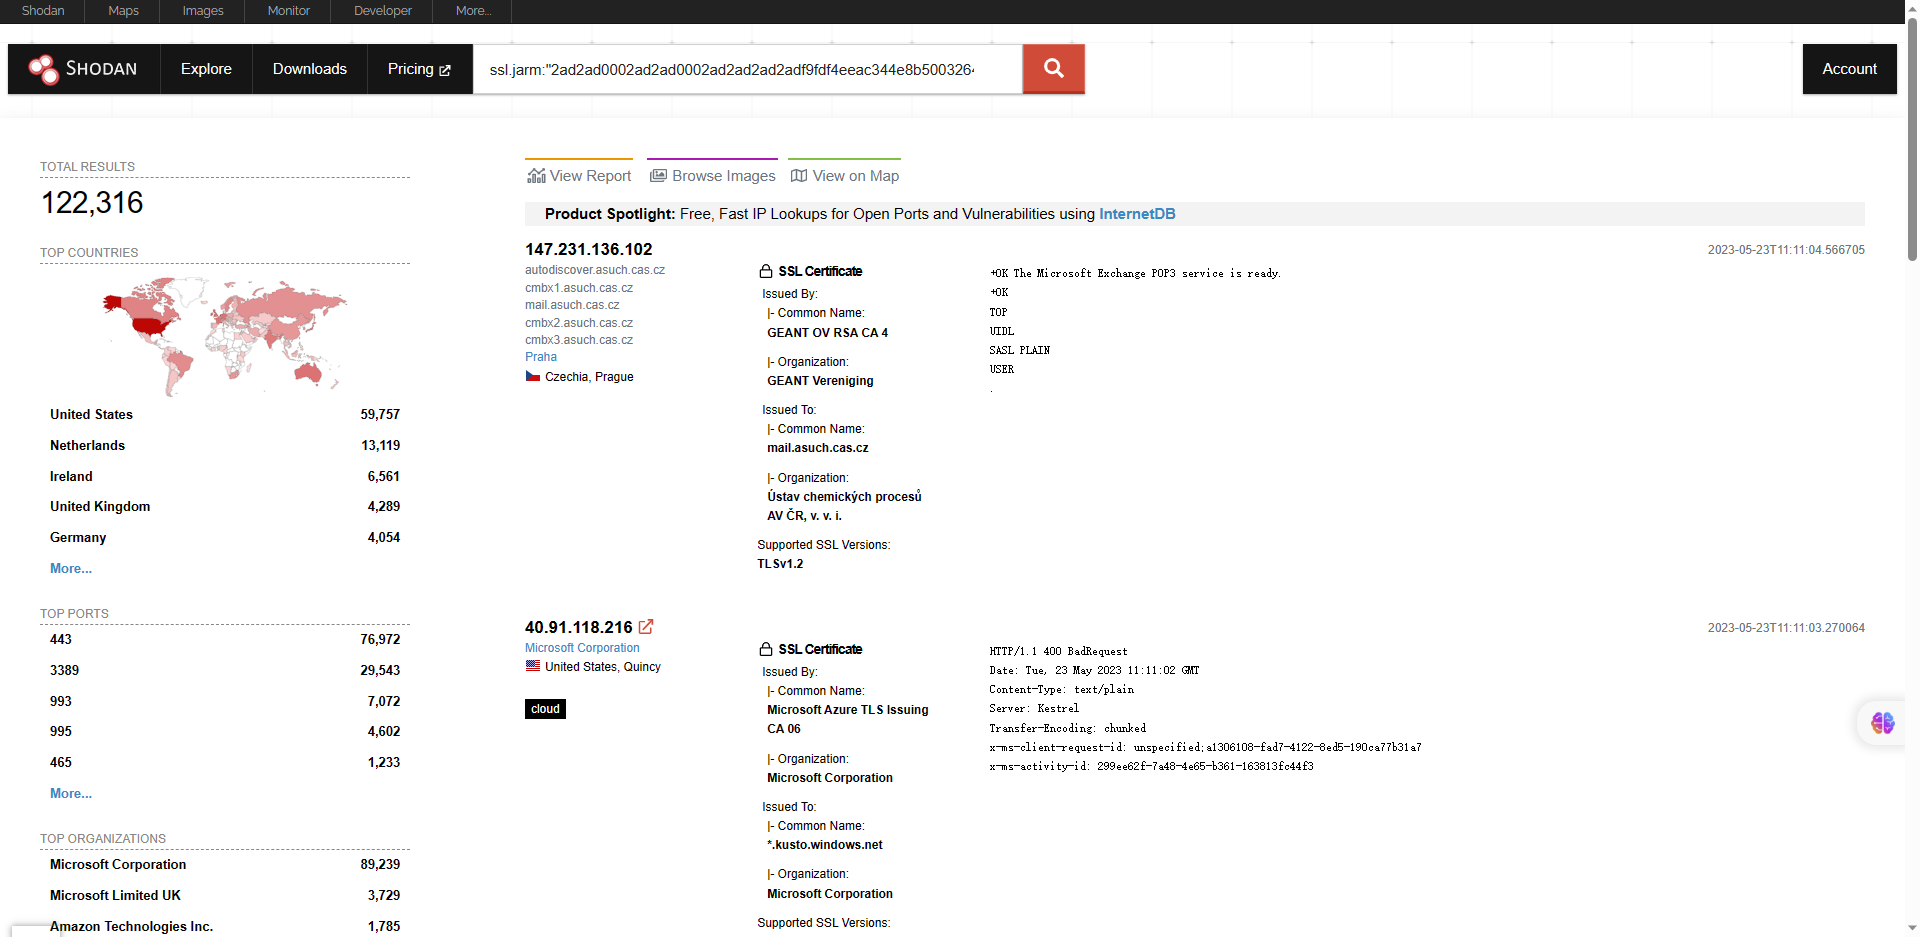 Shodan Maps Images Monitor Developer More...
SHODAN Explore Downloads Pricing ssl.jarm:"2ad2ad0002ad2ad0002ad2ad2ad2adf9fdf4eeac344e8b500326 Account
TOTAL RESULTS
122,316
TOP COUNTRIES
United States 59,757
Netherlands 13,119
Ireland 6,561
United Kingdom 4,289
Germany 4,054
More...
TOP PORTS
443 76,972
3389 29,543
993 7,072
995 4,602
465 1,233
More...
TOP ORGANIZATIONS
Microsoft Corporation 89,239
Microsoft Limited UK 3,729
Amazon Technologies Inc. 1,785
View Report Browse Images View on Map
Product Spotlight: Free, Fast IP Lookups for Open Ports and Vulnerabilities using InternetDB
147.231.136.102
2023-05-23T11:11:04.566705
autodiscover.asuch.cas.cz
cmbx1.asuch.cas.cz
mail.asuch.cas.cz
cmbx2.asuch.cas.cz
cmbx3.asuch.cas.cz
Praha
Czechia, Prague
SSL Certificate
Issued By:
|- Common Name:
GEANT OV RSA CA 4
|- Organization:
GEANT Vereniging
Issued To:
|- Common Name:
mail.asuch.cas.cz
|- Organization:
Ústav chemických procesů
AV ČR, v. v. i.
Supported SSL Versions:
TLSv1.2
+OK The Microsoft Exchange POP3 service is ready.
+OK
TOP
UIDL
SASL PLAIN
USER
.
40.91.118.216
2023-05-23T11:11:03.270064
Microsoft Corporation
United States, Quincy
cloud
SSL Certificate
Issued By:
|- Common Name:
Microsoft Azure TLS Issuing
CA 06
|- Organization:
Microsoft Corporation
Issued To:
|- Common Name:
*.kusto.windows.net
|- Organization:
Microsoft Corporation
Supported SSL Versions:
HTTP/1.1 400 BadRequest
Date: Tue, 23 May 2023 11:11:02 GMT
Content-Type: text/plain
Server: Kestrel
Transfer-Encoding: chunked
x-ms-client-request-id: unspecified;a1306108-fad7-4122-8ed5-190ca77b31a7
x-ms-activity-id: 299ee62f-7a48-4e65-b361-163813fc44f3